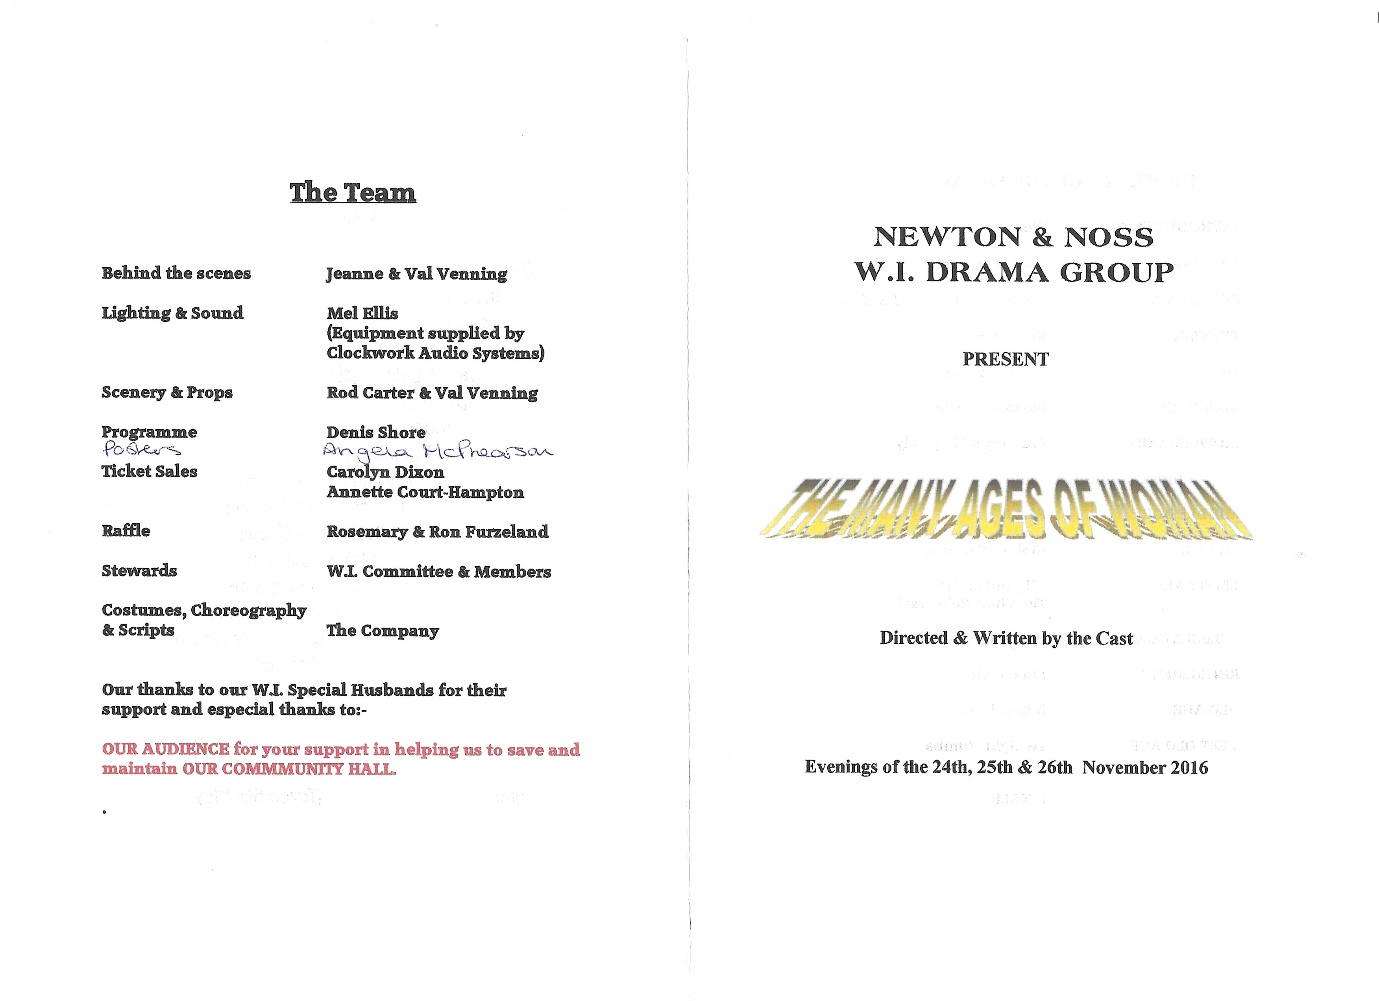 The Team
Behind the scenes Jeanne & Val Venning
Lighting & Sound Mel Ellis
(Equipment supplied by
Clockwork Audio Systems)
Scenery & Props Rod Carter & Val Venning
Programme Denis Shore
Posters Angela McPhearson
Ticket Sales Carolyn Dixon
Annette Court-Hampton
Raffle Rosemary & Ron Furzeland
Stewards W.I. Committee & Members
Costumes, Choreography
& Scripts The Company
Our thanks to our W.I. Special Husbands for their
support and especial thanks to:-
OUR AUDIENCE for your support in helping us to save and
maintain OUR COMMMUNITY HALL.
.
NEWTON & NOSS
W.I. DRAMA GROUP
PRESENT
THE MANY AGES OF WOMAN
Directed & Written by the Cast
Evenings of the 24th, 25th & 26th November 2016